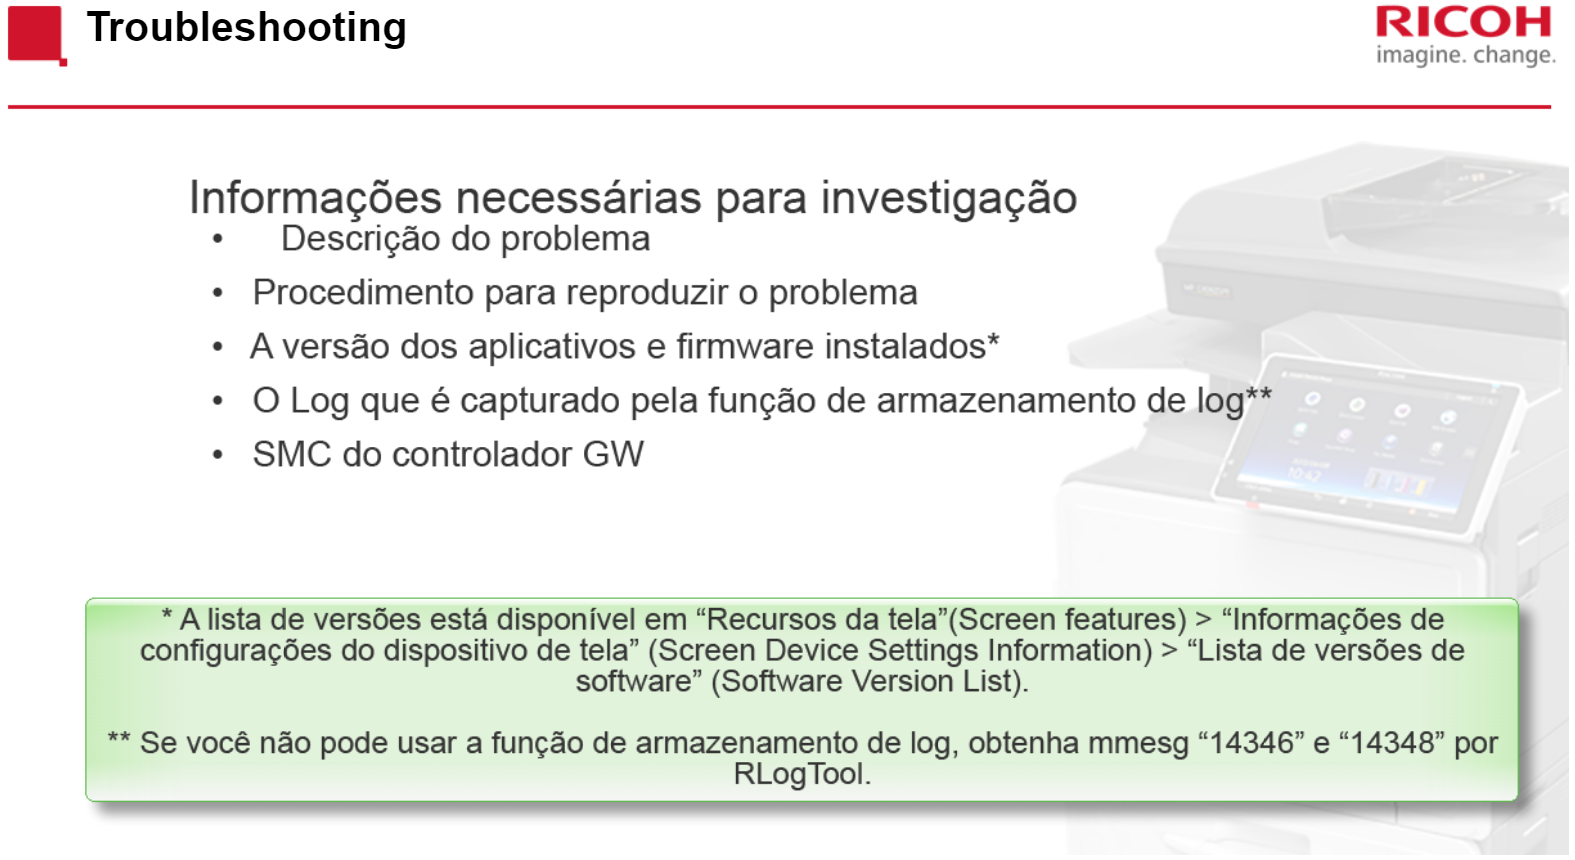 Troubleshooting
RICOH
imagine. change.
Informações necessárias para investigação
• Descrição do problema
• Procedimento para reproduzir o problema
• A versão dos aplicativos e firmware instalados*
• O Log que é capturado pela função de armazenamento de log**
• SMC do controlador GW
10:42
* A lista de versões está disponível em “Recursos da tela”(Screen features) > “Informações de
configurações do dispositivo de tela” (Screen Device Settings Information) > “Lista de versões de
software” (Software Version List).
** Se você não pode usar a função de armazenamento de log, obtenha mmesg “14346” e “14348” por
RLogTool.